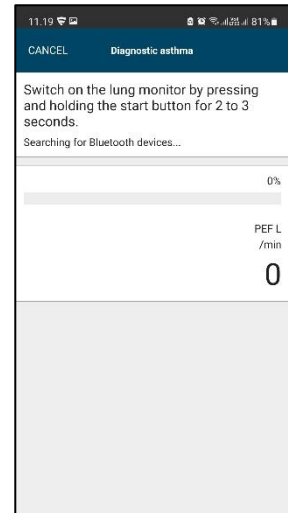 11.19 81%
CANCEL Diagnostic asthma
Switch on the lung monitor by pressing
and holding the start button for 2 to 3
seconds.
Searching for Bluetooth devices...
0%
PEF L
/min
0